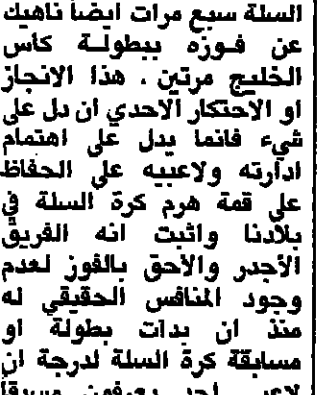 السلة سبع مرات ايضا ناهيك
عن فوزه ببطولة كاس
الخليج مرتين . هذا الانجاز
او الاحتكار الاحدي ان دل على
شيء فانما يدل على اهتمام
ادارته ولاعبيه على الحفاظ
على قمة هرم كرة السلة في
بلادنا واثبت انه الفريق
الأجدر والأحق بالفوز لعدم
وجود المنافس الحقيقي له
منذ ان بدات بطولة او
مسابقة كرة السلة لدرجة ان